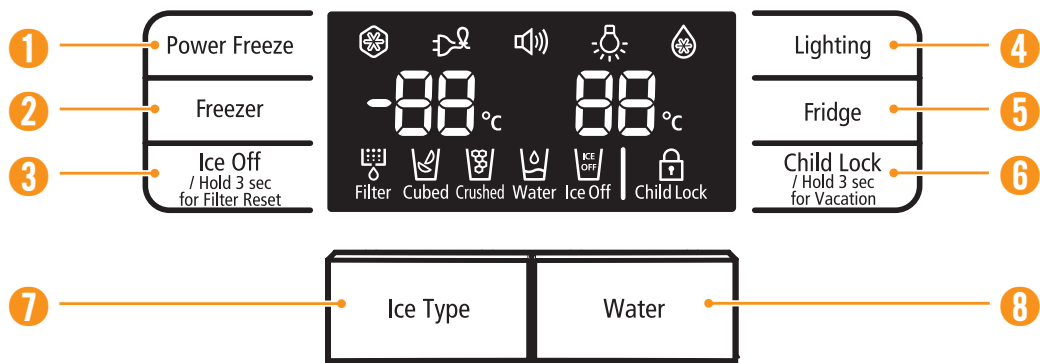 1
Power Freeze
2
Freezer
3
Ice Off
/ Hold 3 sec
for Filter Reset
-88 °C 88 °C
Filter Cubed Crushed Water ICE OFF Ice Off Child Lock
Lighting
4
Fridge
5
Child Lock
/ Hold 3 sec
for Vacation
6
7
Ice Type
Water
8